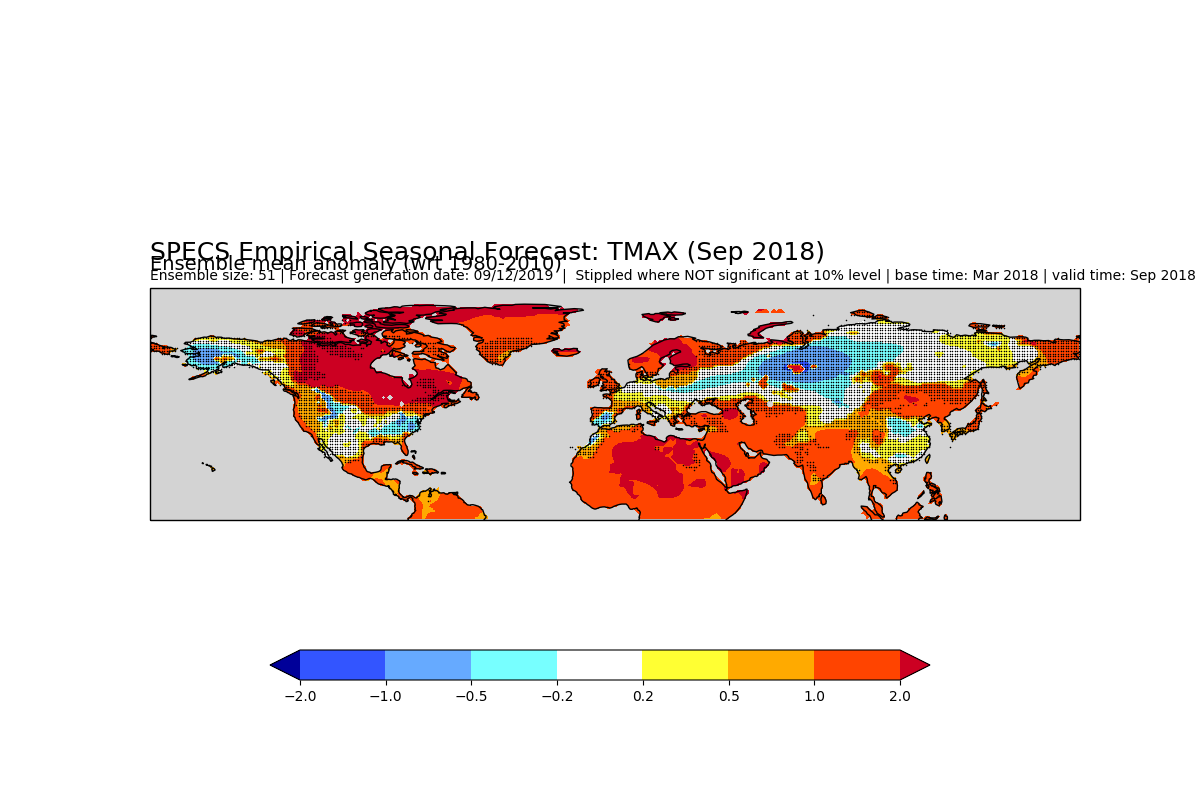 SPECS Empirical Seasonal Forecast: TMAX (Sep 2018)
Ensemble mean anomaly (wrt 1980-2010)
Ensemble size: 51 | Forecast generation date: 09/12/2019 | Stippled where NOT significant at 10% level | base time: Mar 2018 | valid time: Sep 2018
−2.0 −1.0 −0.5 −0.2 0.2 0.5 1.0 2.0